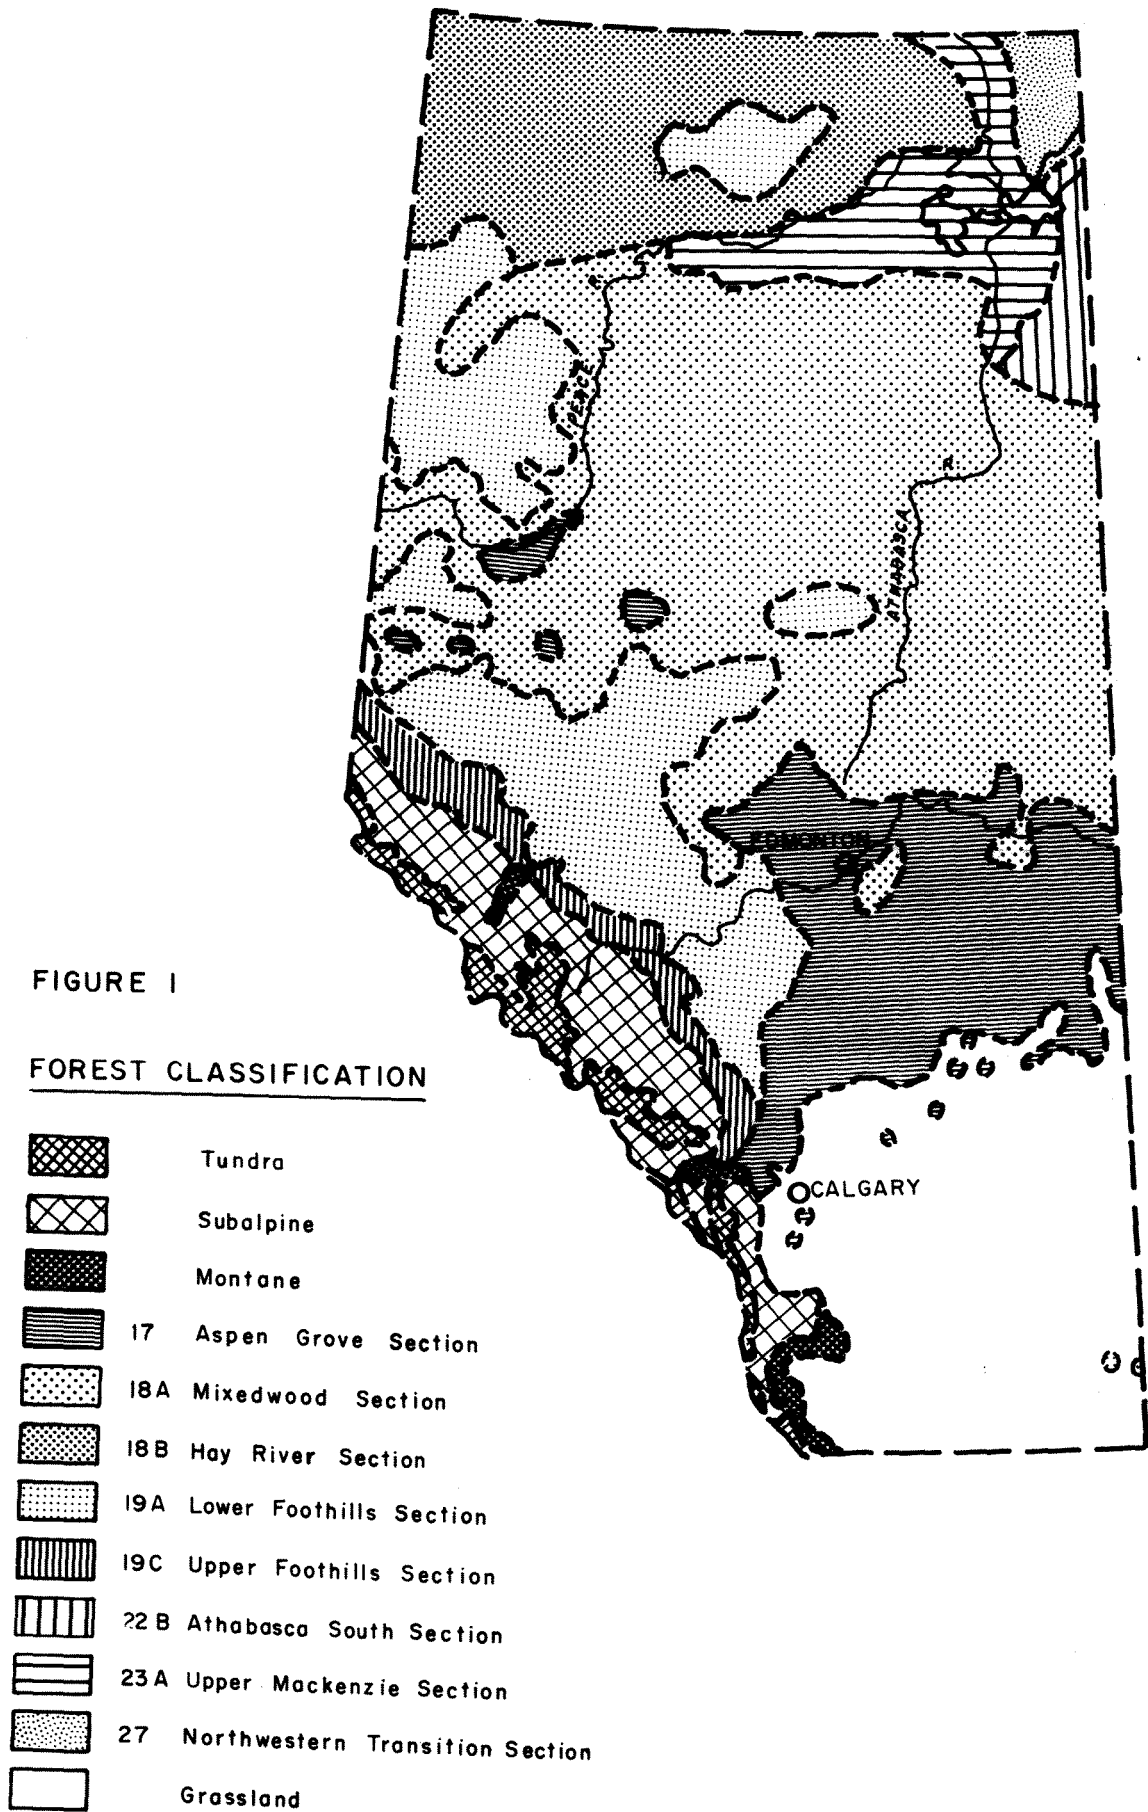 R.
PEACE
R.
ATHABASCA
EDMONTON
FIGURE 1
FOREST CLASSIFICATION
CALGARY
Tundra
Subalpine
Montane
17 Aspen Grove Section
18A Mixedwood Section
18B Hay River Section
19A Lower Foothills Section
19C Upper Foothills Section
22B Athabasca South Section
23A Upper Mackenzie Section
27 Northwestern Transition Section
Grassland